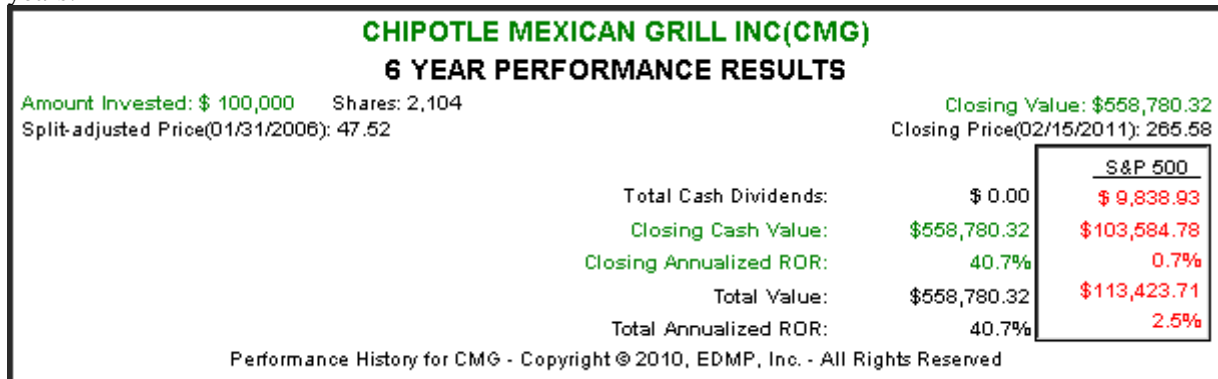 CHIPOTLE MEXICAN GRILL INC(CMG)
6 YEAR PERFORMANCE RESULTS
Amount Invested: $ 100,000 Shares: 2,104 Closing Value: $558,780.32
Split-adjusted Price(01/31/2006): 47.52 Closing Price(02/15/2011): 265.58
S&P 500
Total Cash Dividends: $ 0.00 $ 9,838.93
Closing Cash Value: $558,780.32 $103,584.78
Closing Annualized ROR: 40.7% 0.7%
Total Value: $558,780.32 $113,423.71
Total Annualized ROR: 40.7% 2.5%
Performance History for CMG - Copyright © 2010, EDMP, Inc. - All Rights Reserved